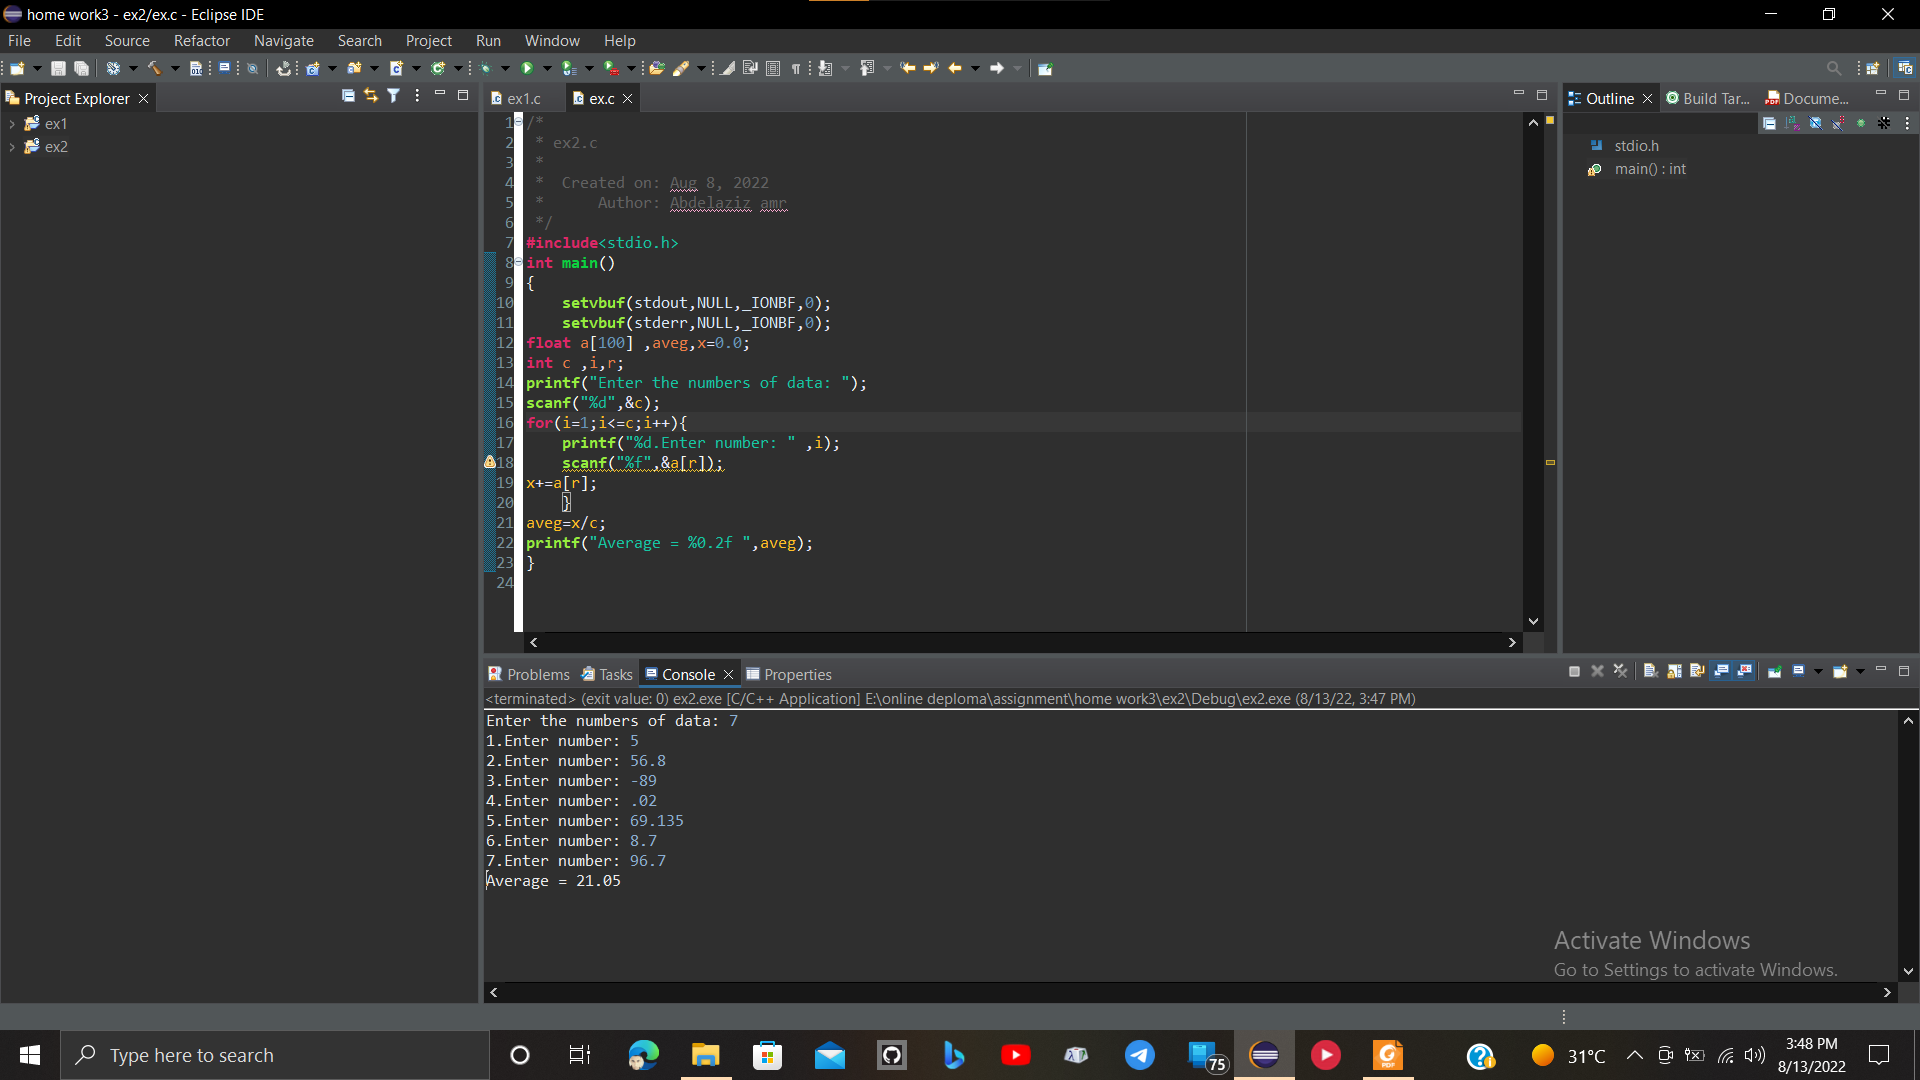 home work3 - ex2/ex.c - Eclipse IDE
File Edit Source Refactor Navigate Search Project Run Window Help
Project Explorer
ex1
ex2
ex1.c ex.c
1 /*
2 * ex2.c
3 *
4 * Created on: Aug 8, 2022
5 * Author: Abdelaziz amr
6 */
7 #include<stdio.h>
8 int main()
9 {
10 setvbuf(stdout,NULL,_IONBF,0);
11 setvbuf(stderr,NULL,_IONBF,0);
12 float a[100] ,aveg,x=0.0;
13 int c ,i,r;
14 printf("Enter the numbers of data: ");
15 scanf("%d",&c);
16 for(i=1;i<=c;i++){
17 printf("%d.Enter number: " ,i);
18 scanf("%f",&a[r]);
19 x+=a[r];
20 }
21 aveg=x/c;
22 printf("Average = %0.2f ",aveg);
23 }
24
Outline Build Tar... Docume...
stdio.h
main() : int
Problems Tasks Console Properties
<terminated> (exit value: 0) ex2.exe [C/C++ Application] E:\online deploma\assignment\home work3\ex2\Debug\ex2.exe (8/13/22, 3:47 PM)
Enter the numbers of data: 7
1.Enter number: 5
2.Enter number: 56.8
3.Enter number: -89
4.Enter number: .02
5.Enter number: 69.135
6.Enter number: 8.7
7.Enter number: 96.7
Average = 21.05
Activate Windows
Go to Settings to activate Windows.
Type here to search
75
31°C
3:48 PM
8/13/2022